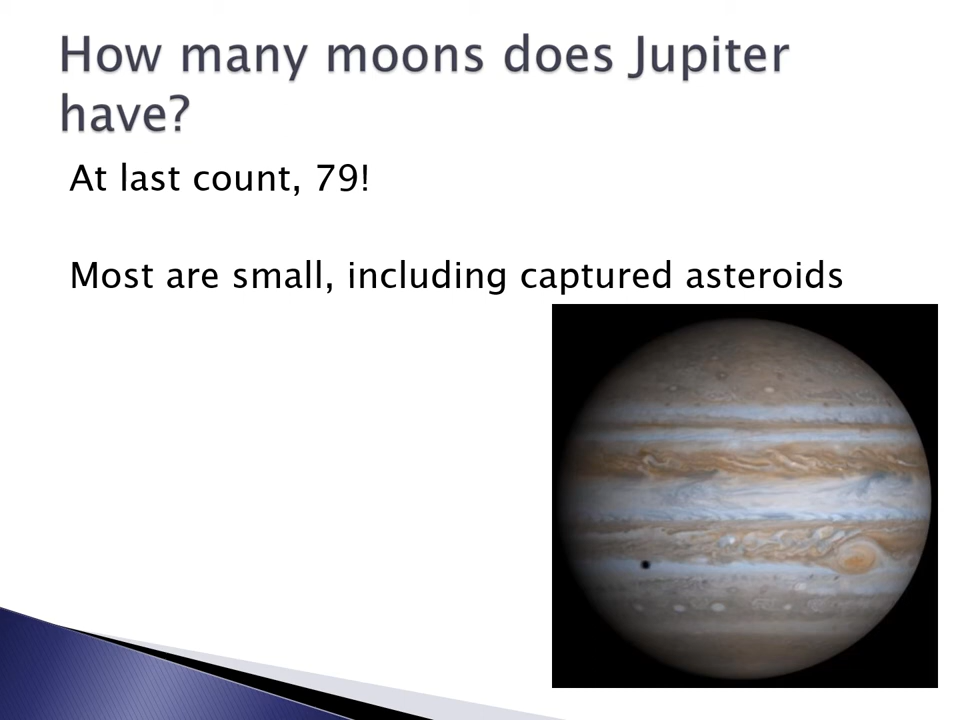 How many moons does Jupiter
have?
At last count, 79!
Most are small, including captured asteroids